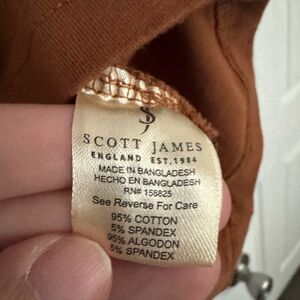 SJ
SCOTT JAMES
ENGLAND EST.1984
MADE IN BANGLADESH
HECHO EN BANGLADESH
RN# 158825
See Reverse For Care
95% COTTON
5% SPANDEX
95% ALGODON
5% SPANDEX